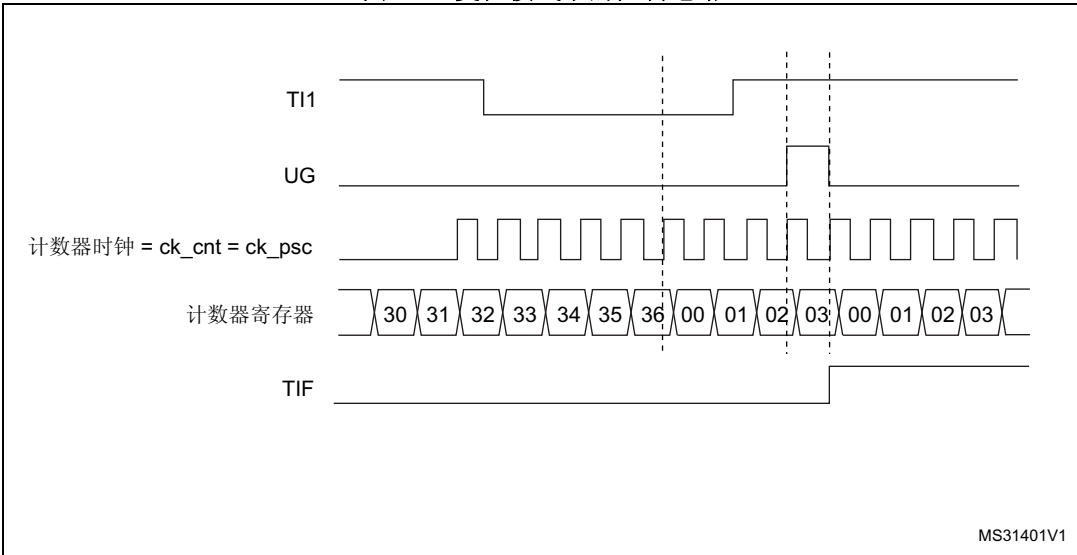 TI1
UG
计数器时钟 = ck_cnt = ck_psc
计数器寄存器 30 31 32 33 34 35 36 00 01 02 03 00 01 02 03
TIF
MS31401V1